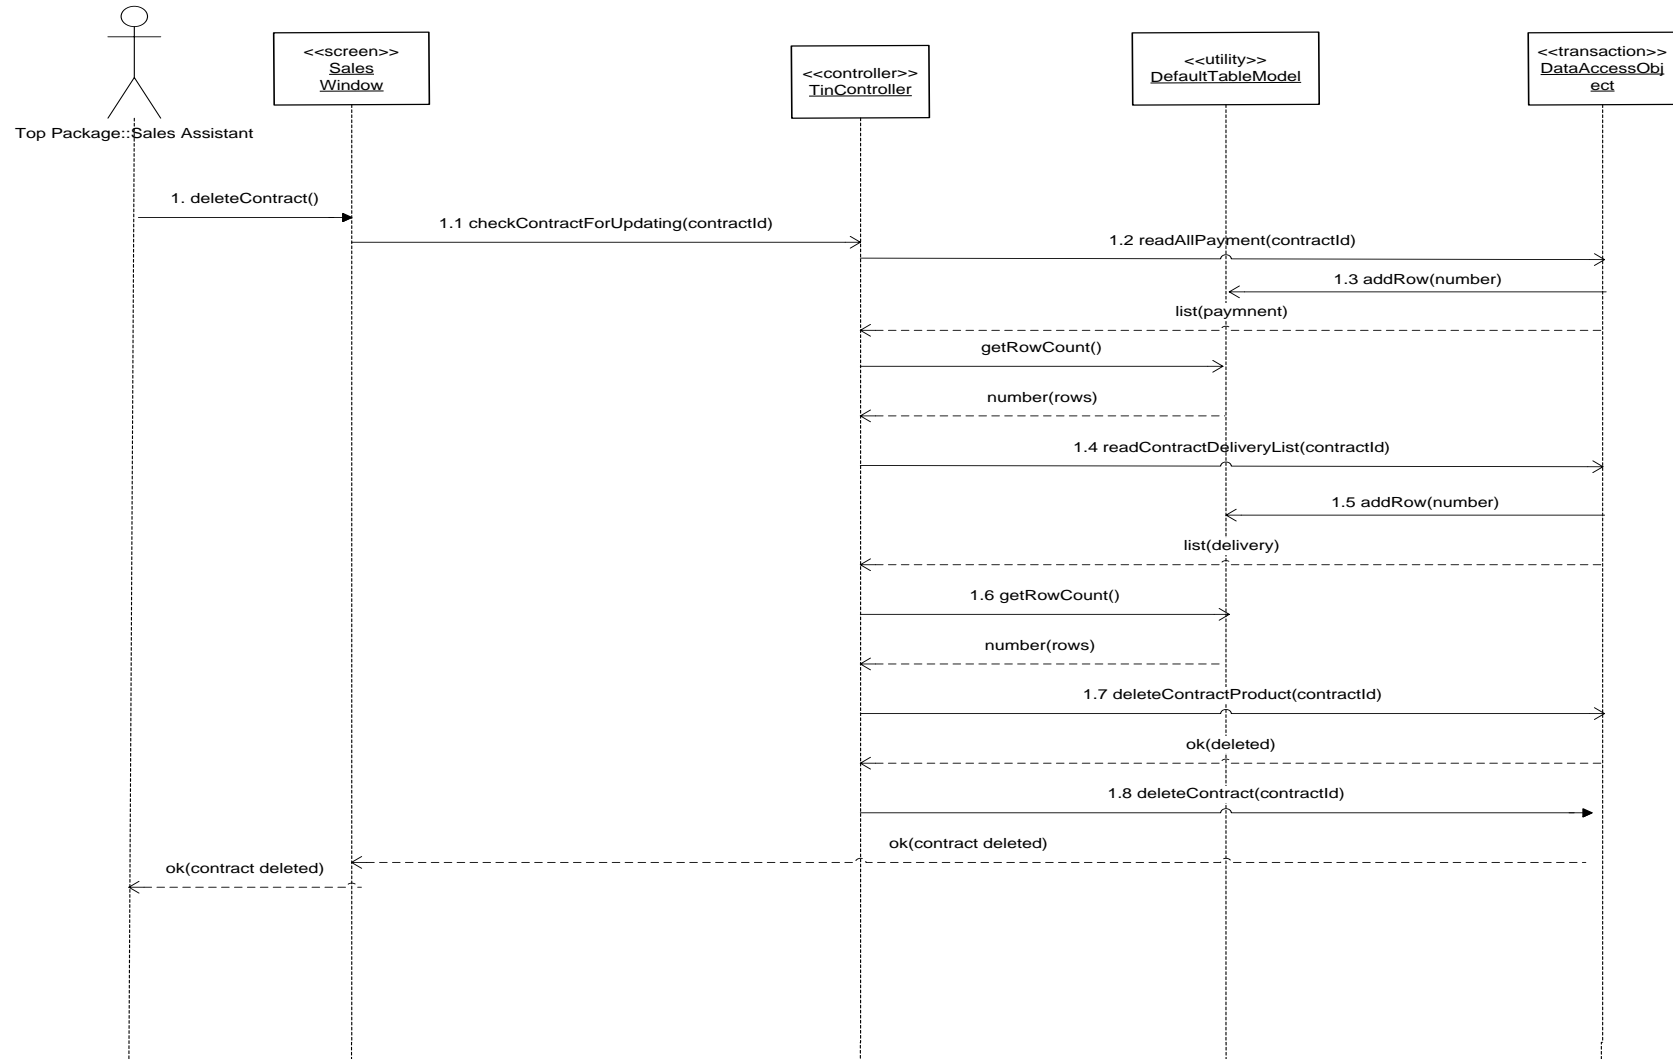 <<screen>>
Sales
Window
<<controller>>
TinController
<<utility>>
DefaultTableModel
<<transaction>>
DataAccessObj
ect
Top Package::Sales Assistant
1. deleteContract()
1.1 checkContractForUpdating(contractId)
1.2 readAllPayment(contractId)
1.3 addRow(number)
list(paymnent)
getRowCount()
number(rows)
1.4 readContractDeliveryList(contractId)
1.5 addRow(number)
list(delivery)
1.6 getRowCount()
number(rows)
1.7 deleteContractProduct(contractId)
ok(deleted)
1.8 deleteContract(contractId)
ok(contract deleted)
ok(contract deleted)